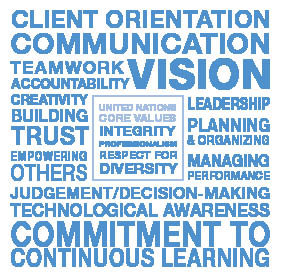 CLIENT ORIENTATION
COMMUNICATION
TEAMWORK
ACCOUNTABILITY
VISION
CREATIVITY
BUILDING
TRUST
EMPOWERING
OTHERS
UNITED NATIONS
CORE VALUES
INTEGRITY
PROFESSIONALISM
RESPECT FOR
DIVERSITY
LEADERSHIP
PLANNING
& ORGANIZING
MANAGING
PERFORMANCE
JUDGEMENT/DECISION-MAKING
TECHNOLOGICAL AWARENESS
COMMITMENT TO
CONTINUOUS LEARNING